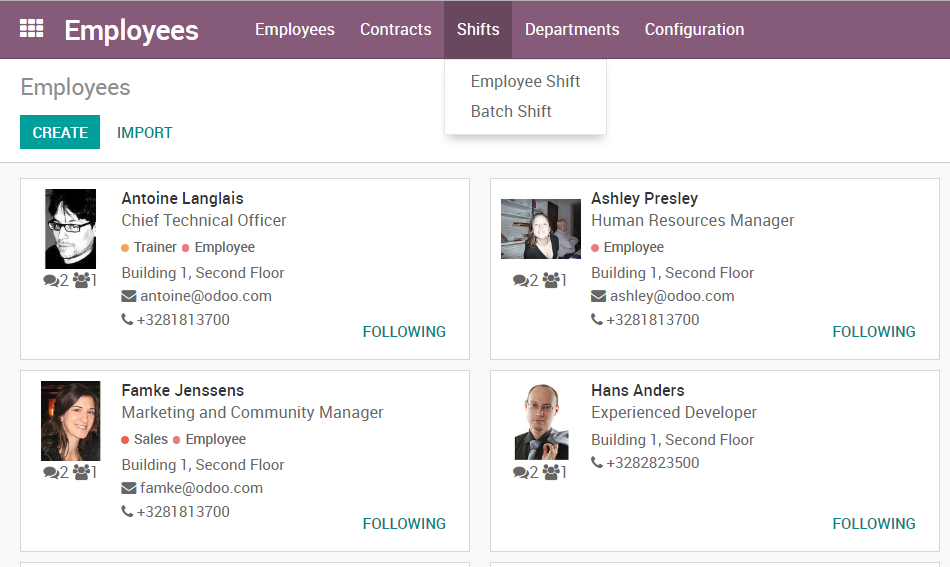 Employees Employees Contracts Shifts Departments Configuration
Employees
Employee Shift
Batch Shift
CREATE IMPORT
Antoine Langlais
Chief Technical Officer
Trainer Employee
Building 1, Second Floor
2 1
antoine@odoo.com
+3281813700
FOLLOWING
Ashley Presley
Human Resources Manager
Employee
Building 1, Second Floor
2 1
ashley@odoo.com
+3281813700
FOLLOWING
Famke Jenssens
Marketing and Community Manager
Sales Employee
Building 1, Second Floor
2 1
famke@odoo.com
+3281813700
FOLLOWING
Hans Anders
Experienced Developer
Building 1, Second Floor
+3282823500
2 1
FOLLOWING